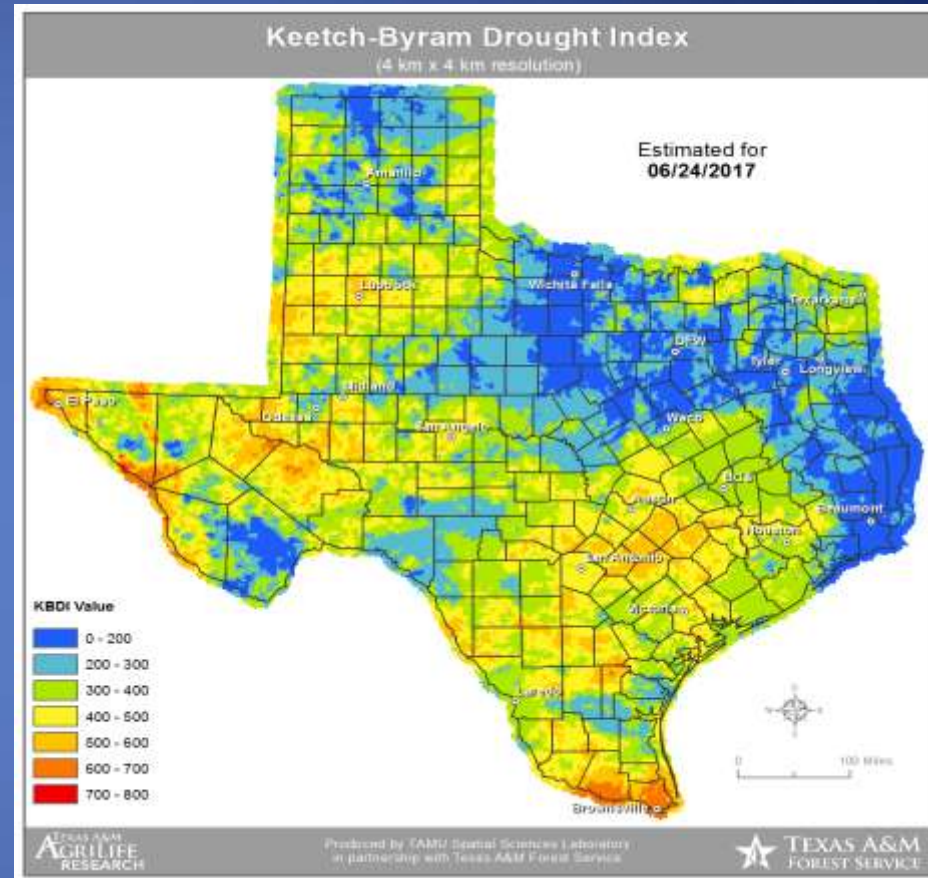 Keetch-Byram Drought Index
(4 km x 4 km resolution)
Estimated for
06/24/2017
Amarillo
Lubbock
Wichita Falls
Texarkana
DFW
Tyler
Longview
Midland
Odessa
El Paso
San Angelo
Waco
BCS
Austin
Beaumont
Houston
San Antonio
Victoria
Laredo
Brownsville
KBDI Value
0 - 200
200 - 300
300 - 400
400 - 500
500 - 600
600 - 700
700 - 800
0 100 Miles
TEXAS A&M
AGRILIFE
RESEARCH
Produced by TAMU Spatial Sciences Laboratory
in partnership with Texas A&M Forest Service
TEXAS A&M
FOREST SERVICE